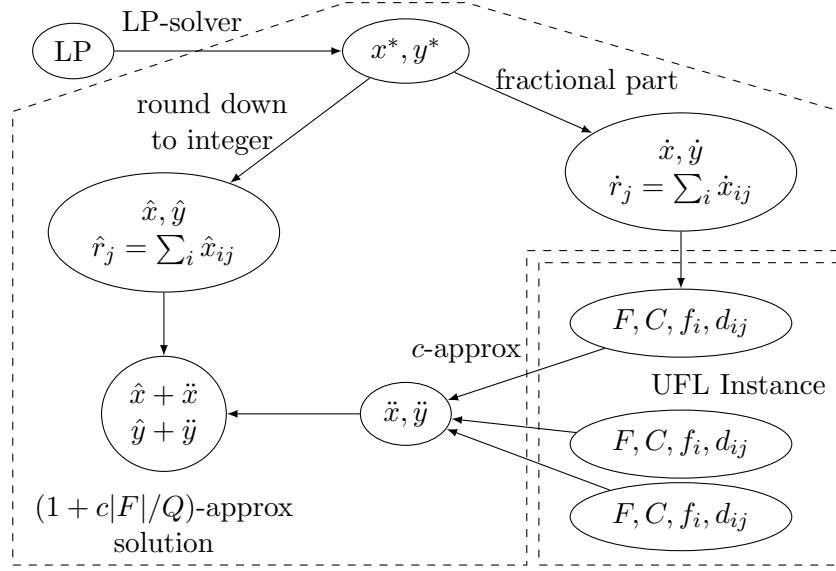 LP-solver
LP
x*, y*
fractional part
round down
to integer
ẋ, ẏ
ṙ_j = ∑_i ẋ_ij
x̂, ŷ
r̂_j = ∑_i x̂_ij
F, C, f_i, d_ij
c-approx
UFL Instance
x̂ + ẍ
ŷ + ÿ
ẍ, ÿ
F, C, f_i, d_ij
F, C, f_i, d_ij
(1 + c|F|/Q)-approx
solution